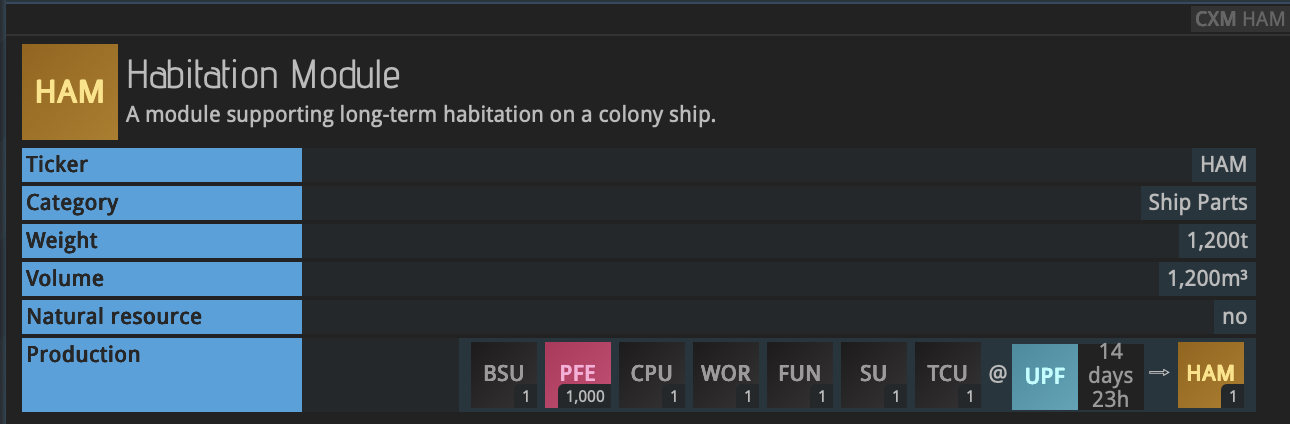 CXM HAM
HAM
Habitation Module
A module supporting long-term habitation on a colony ship.
Ticker HAM
Category Ship Parts
Weight 1,200t
Volume 1,200m³
Natural resource no
Production
BSU 1 PFE 1,000 CPU 1 WOR 1 FUN 1 SU 1 TCU 1 @ UPF 14 days 23h ⇨ HAM 1